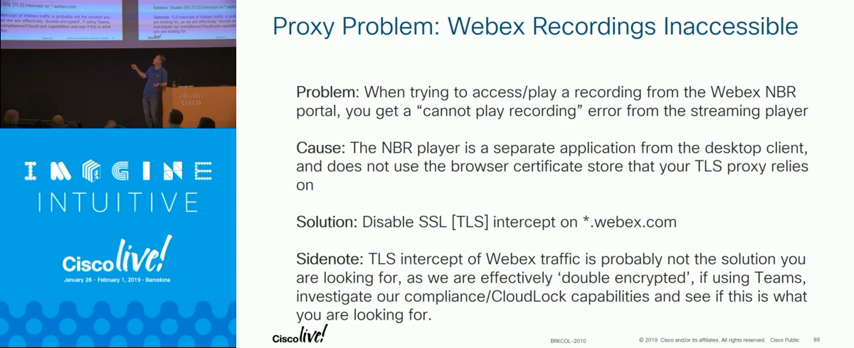 Proxy Problem: Webex Recordings Inaccessible
Problem: When trying to access/play a recording from the Webex NBR
portal, you get a “cannot play recording” error from the streaming player
Cause: The NBR player is a separate application from the desktop client,
and does not use the browser certificate store that your TLS proxy relies
on
Solution: Disable SSL [TLS] intercept on *.webex.com
Sidenote: TLS intercept of Webex traffic is probably not the solution you
are looking for, as we are effectively ‘double encrypted’, if using Teams,
investigate our compliance/CloudLock capabilities and see if this is what
you are looking for.
IMAGINE
INTUITIVE
Cisco live!
January 28 - February 1, 2019 - Barcelona
Cisco live!
BRKCOL-2010
© 2019 Cisco and/or its affiliates. All rights reserved. Cisco Public
89